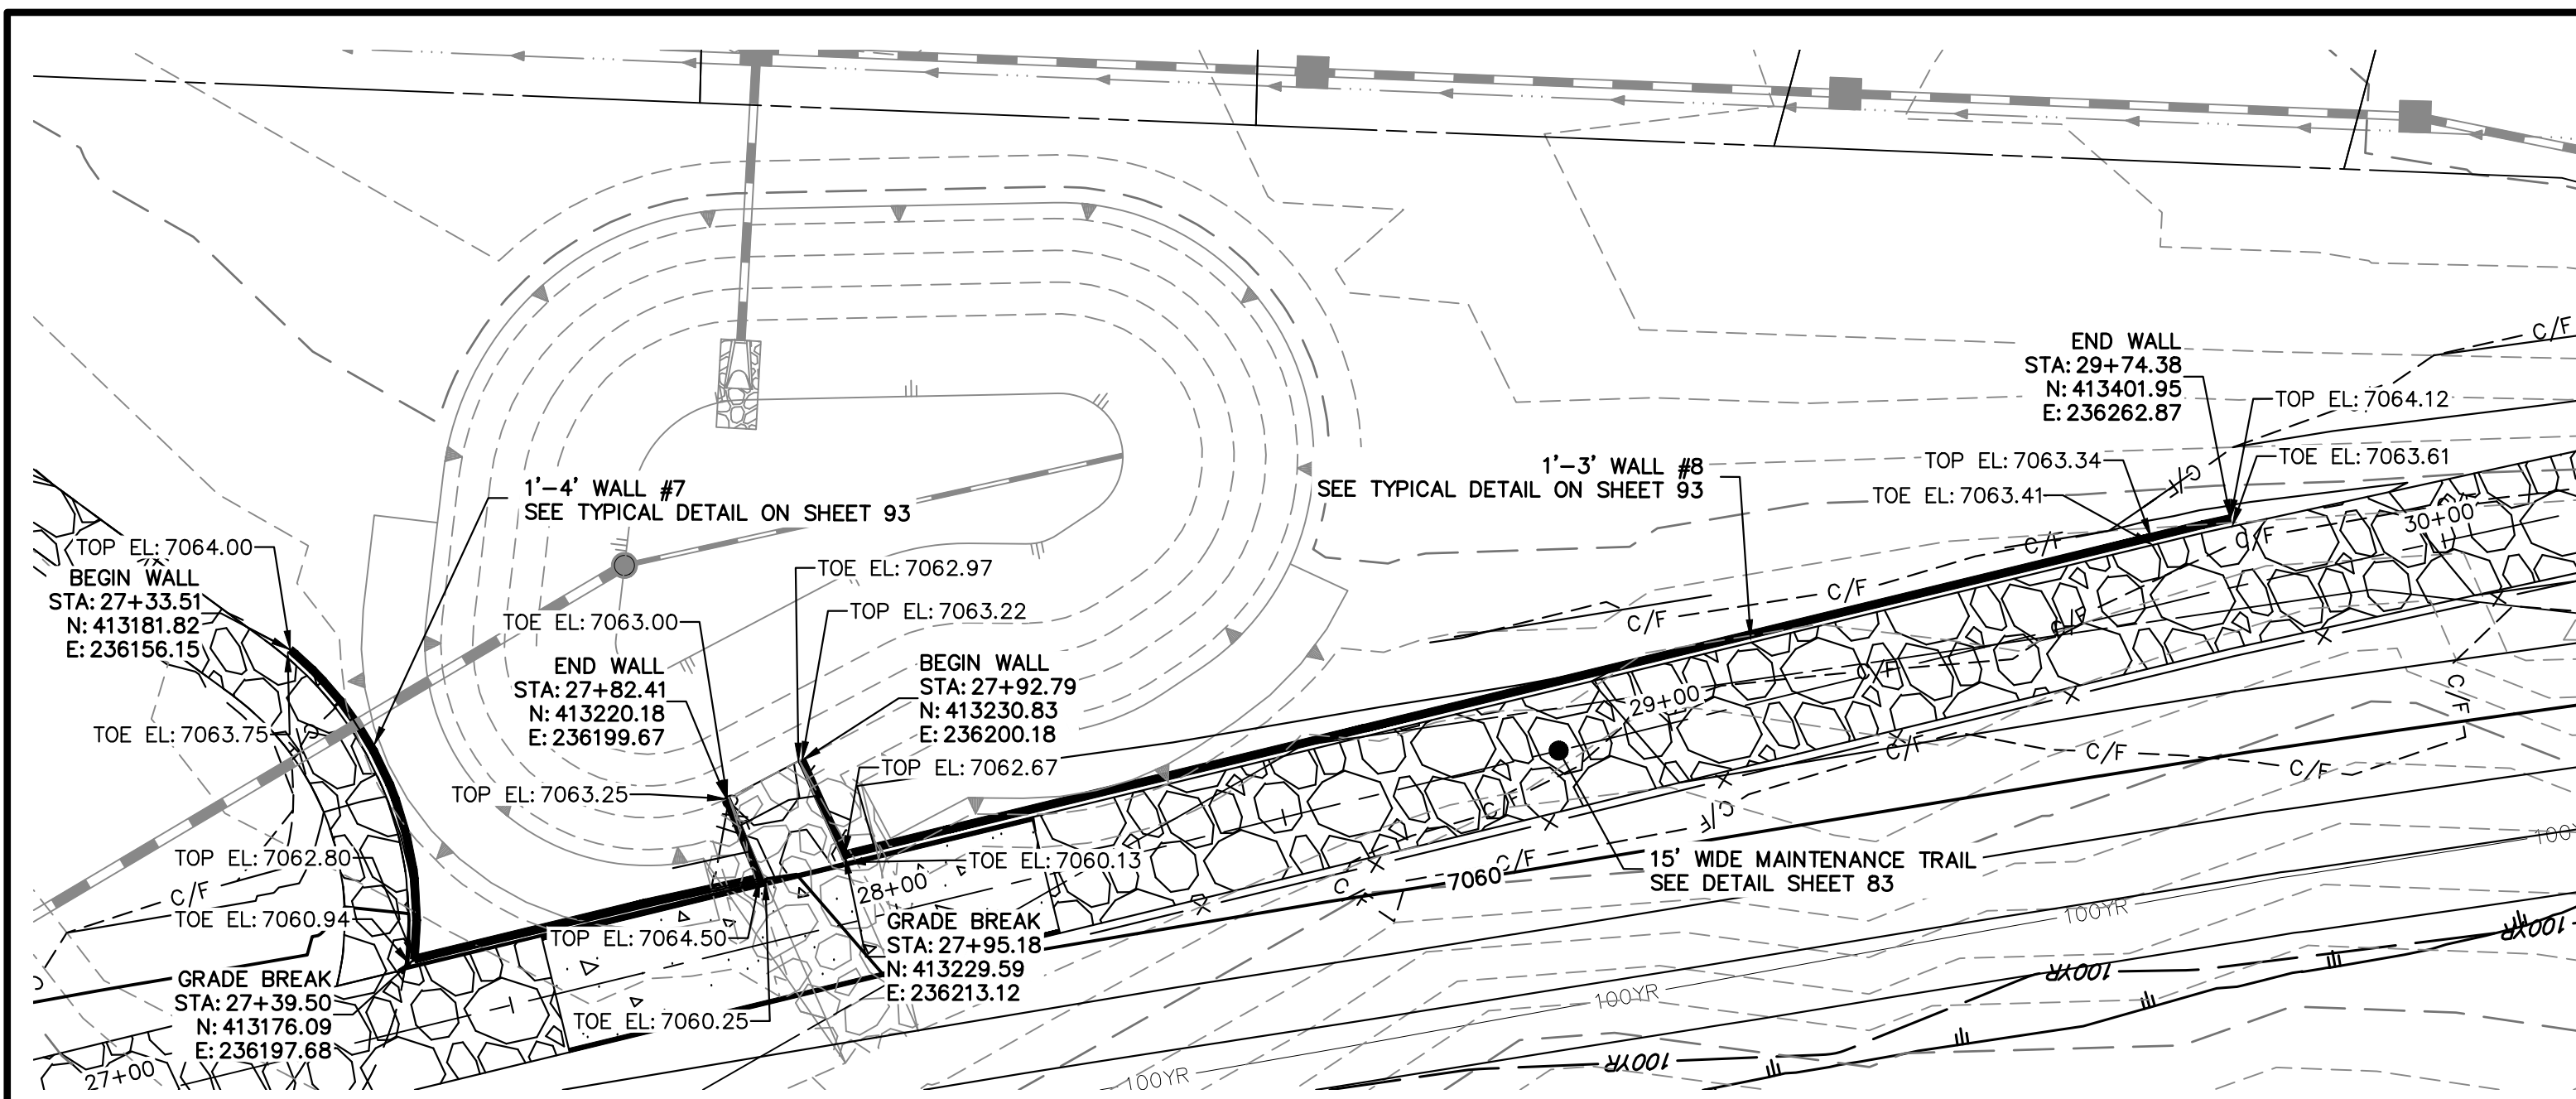 C/F
END WALL
STA: 29+74.38
N: 413401.95
E: 236262.87
TOP EL: 7064.12
TOE EL: 7063.61
TOP EL: 7063.34
TOE EL: 7063.41
C/F
30+00
1'-3' WALL #8
SEE TYPICAL DETAIL ON SHEET 93
1'-4' WALL #7
SEE TYPICAL DETAIL ON SHEET 93
TOP EL: 7064.00
BEGIN WALL
STA: 27+33.51
N: 413181.82
E: 236156.15
TOE EL: 7063.75
TOE EL: 7062.97
TOP EL: 7063.22
TOE EL: 7063.00
END WALL
STA: 27+82.41
N: 413220.18
E: 236199.67
BEGIN WALL
STA: 27+92.79
N: 413230.83
E: 236200.18
TOP EL: 7062.67
TOP EL: 7063.25
C/F
C/F
C/F
C/F
C/F
C/F
C/F
29+00
C/F
C/F
C/F
C/F
C/F
TOP EL: 7062.80
C/F
TOE EL: 7060.94
TOE EL: 7060.13
28+00
C/F
7060
15' WIDE MAINTENANCE TRAIL
SEE DETAIL SHEET 83
TOP EL: 7064.50
GRADE BREAK
STA: 27+95.18
N: 413229.59
E: 236213.12
GRADE BREAK
STA: 27+39.50
N: 413176.09
E: 236197.68
TOE EL: 7060.25
27+00
100YR
100YR
100YR
100YR
100YR
100YR
100Y